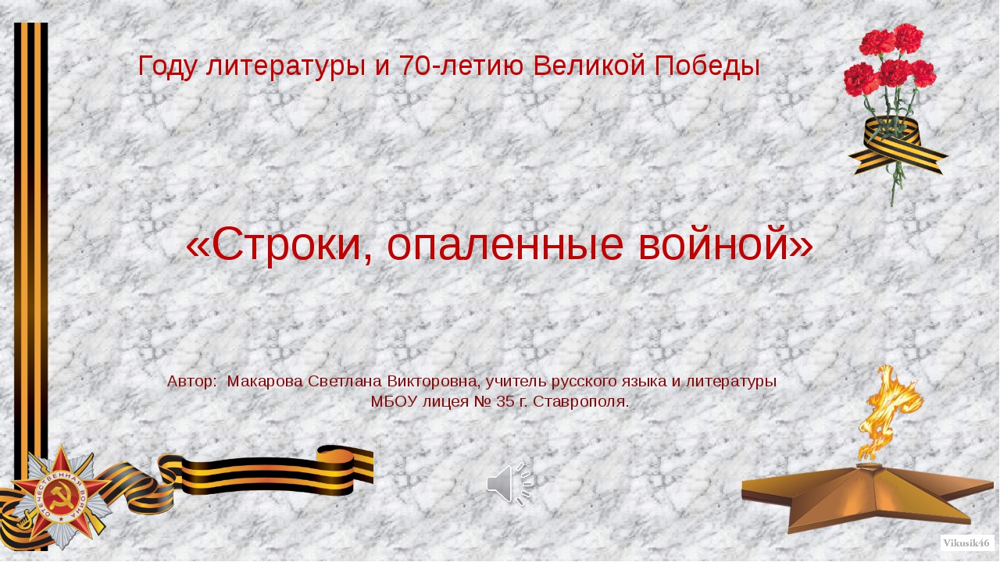 Году литературы и 70-летию Великой Победы
«Строки, опаленные войной»
Автор: Макарова Светлана Викторовна, учитель русского языка и литературы
МБОУ лицея № 35 г. Ставрополя.
ОТЕЧЕСТВЕННАЯ ВОЙНА
Vikusik46